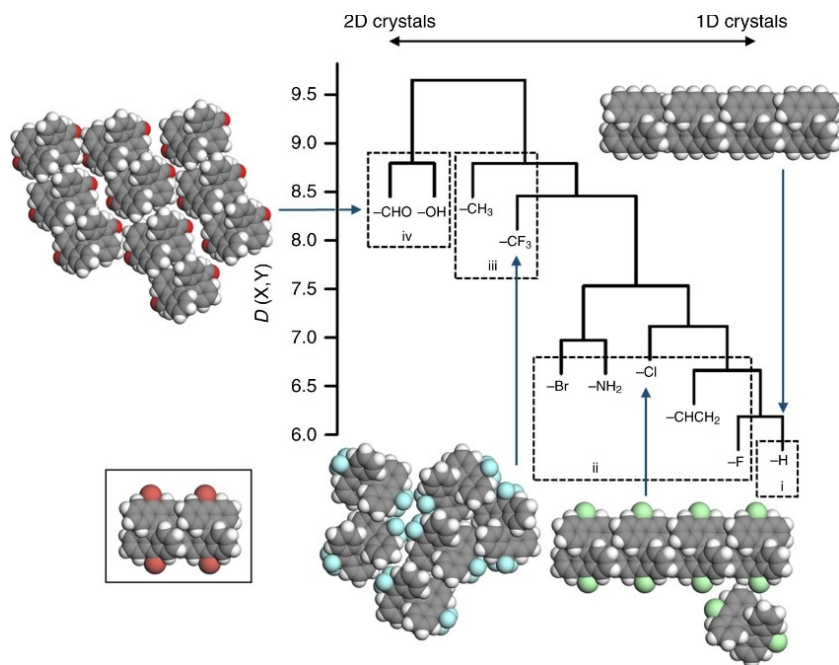 2D crystals 1D crystals
9.5
9.0
8.5
8.0
7.5
7.0
6.5
6.0
D (X,Y)
–CHO –OH
iv
–CH₃
–CF₃
iii
–Br –NH₂
–Cl
–CHCH₂
–F
ii
–H
i